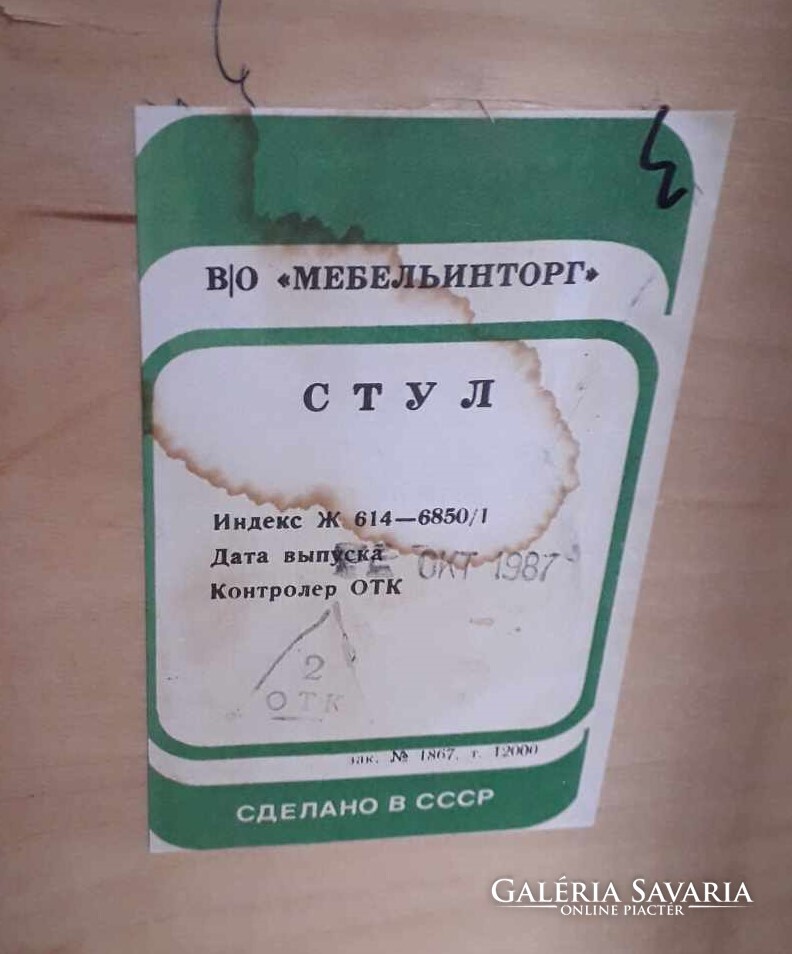 В|О «МЕБЕЛЬИНТОРГ»
СТУЛ
Индекс Ж 614—6850/1
Дата выпуска ОКТ 1987
Контролер ОТК
2
ОТК
зак. № 1867. т. 12000
СДЕЛАНО В СССР
GALÉRIA SAVARIA
ONLINE PIACTÉR